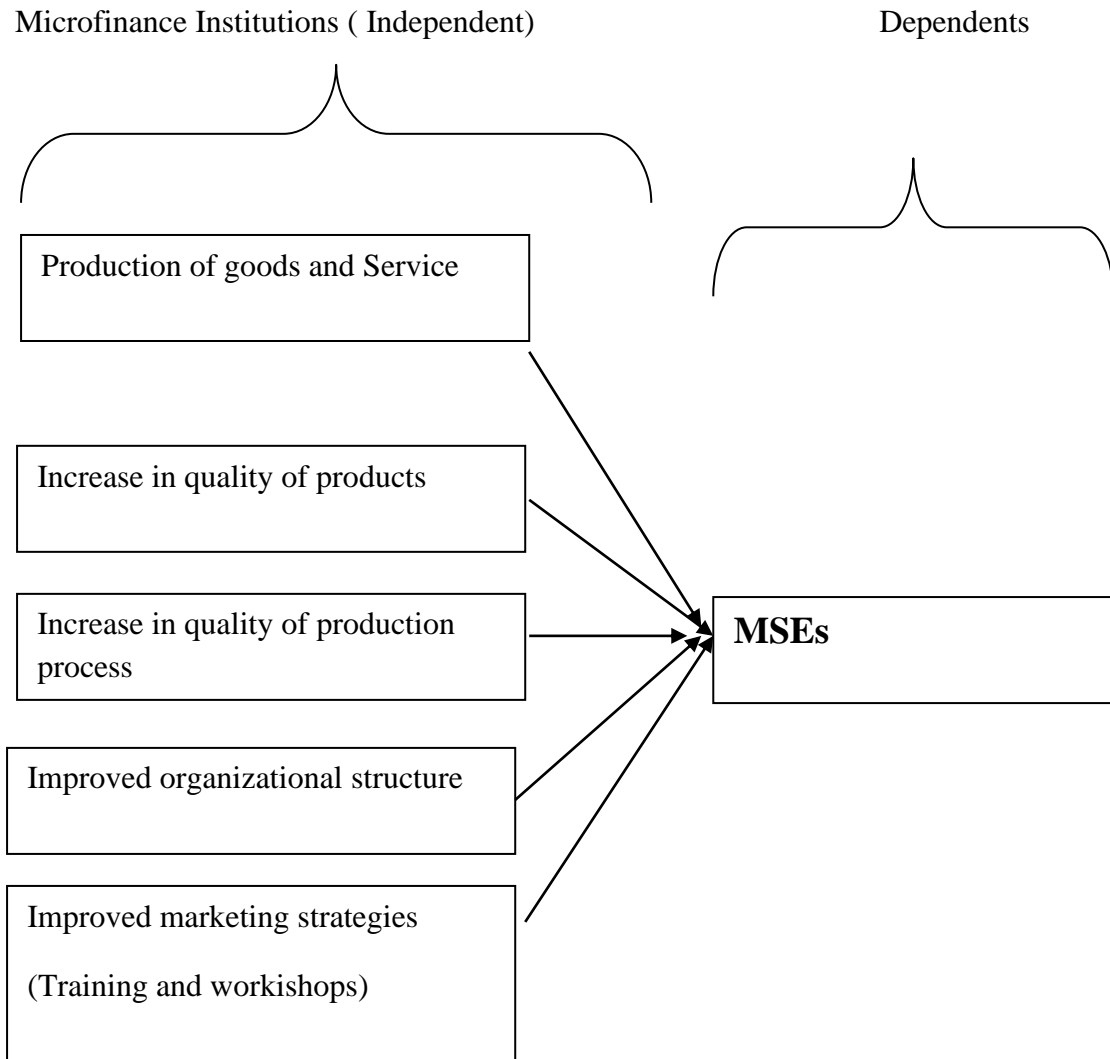 Microfinance Institutions ( Independent)
Dependents
Production of goods and Service
Increase in quality of products
Increase in quality of production
process
MSEs
Improved organizational structure
Improved marketing strategies
(Training and workishops)